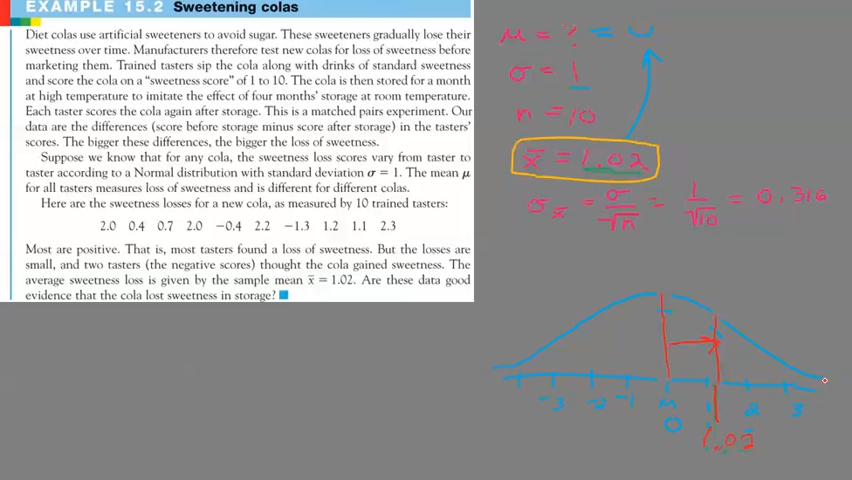 EXAMPLE 15.2 Sweetening colas
Diet colas use artificial sweeteners to avoid sugar. These sweeteners gradually lose their
sweetness over time. Manufacturers therefore test new colas for loss of sweetness before
marketing them. Trained tasters sip the cola along with drinks of standard sweetness
and score the cola on a “sweetness score” of 1 to 10. The cola is then stored for a month
at high temperature to imitate the effect of four months’ storage at room temperature.
Each taster scores the cola again after storage. This is a matched pairs experiment. Our
data are the differences (score before storage minus score after storage) in the tasters’
scores. The bigger these differences, the bigger the loss of sweetness.
Suppose we know that for any cola, the sweetness loss scores vary from taster to
taster according to a Normal distribution with standard deviation σ = 1. The mean μ
for all tasters measures loss of sweetness and is different for different colas.
Here are the sweetness losses for a new cola, as measured by 10 trained tasters:
2.0 0.4 0.7 2.0 −0.4 2.2 −1.3 1.2 1.1 2.3
Most are positive. That is, most tasters found a loss of sweetness. But the losses are
small, and two tasters (the negative scores) thought the cola gained sweetness. The
average sweetness loss is given by the sample mean x̄ = 1.02. Are these data good
evidence that the cola lost sweetness in storage?
μ = ? =
σ = 1
n = 10
x̄ = 1.02
σx̄ = σ/√n = 1/√10 = 0.316
-3 -2 -1 μ 1 2 3
0
1.02